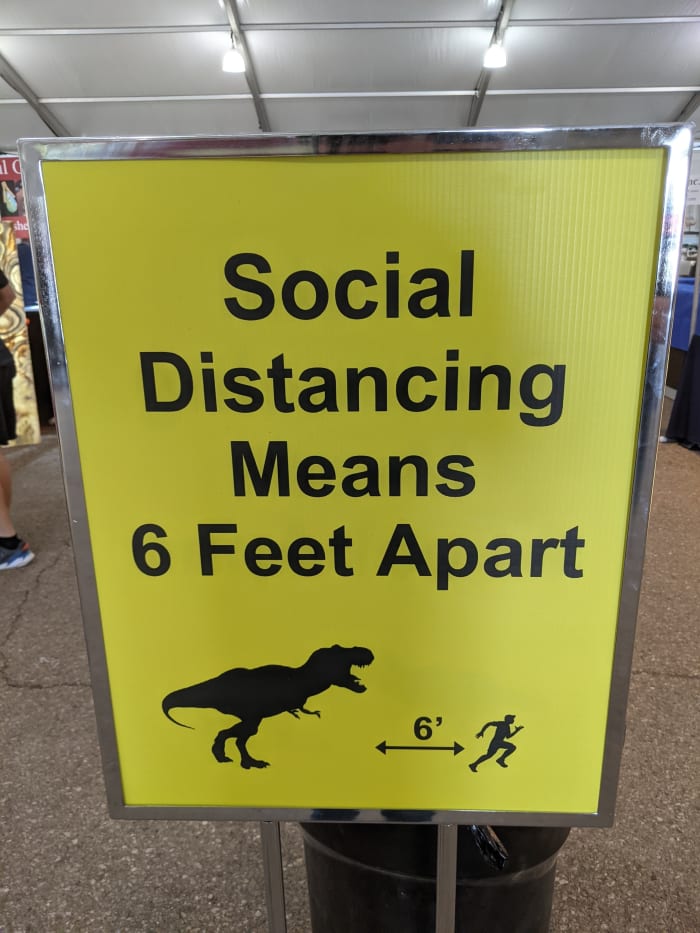 Social
Distancing
Means
6 Feet Apart
6’